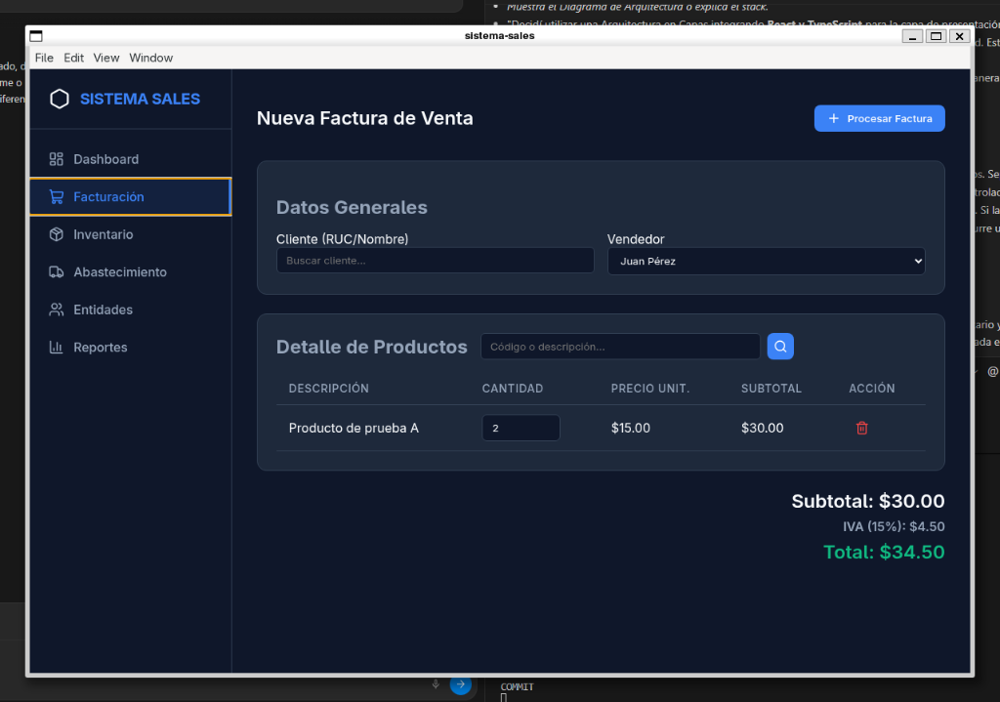 Muestra el Diagrama de Arquitectura o explica el stack.
"Decidí utilizar una Arquitectura en Capas integrando React y TypeScript para la capa de presentación
sistema-sales
File Edit View Window
SISTEMA SALES
Dashboard
Facturación
Inventario
Abastecimiento
Entidades
Reportes
Nueva Factura de Venta
Procesar Factura
Datos Generales
Cliente (RUC/Nombre) Vendedor
Buscar cliente... Juan Pérez
Detalle de Productos Código o descripción...
DESCRIPCIÓN CANTIDAD PRECIO UNIT. SUBTOTAL ACCIÓN
Producto de prueba A 2 $15.00 $30.00
Subtotal: $30.00
IVA (15%): $4.50
Total: $34.50
COMMIT